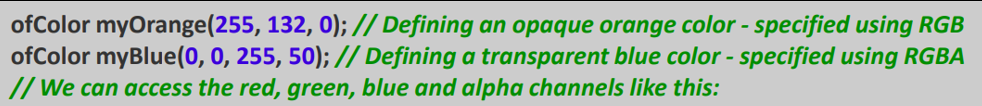 ofColor myOrange(255, 132, 0); // Defining an opaque orange color - specified using RGB
ofColor myBlue(0, 0, 255, 50); // Defining a transparent blue color - specified using RGBA
// We can access the red, green, blue and alpha channels like this: